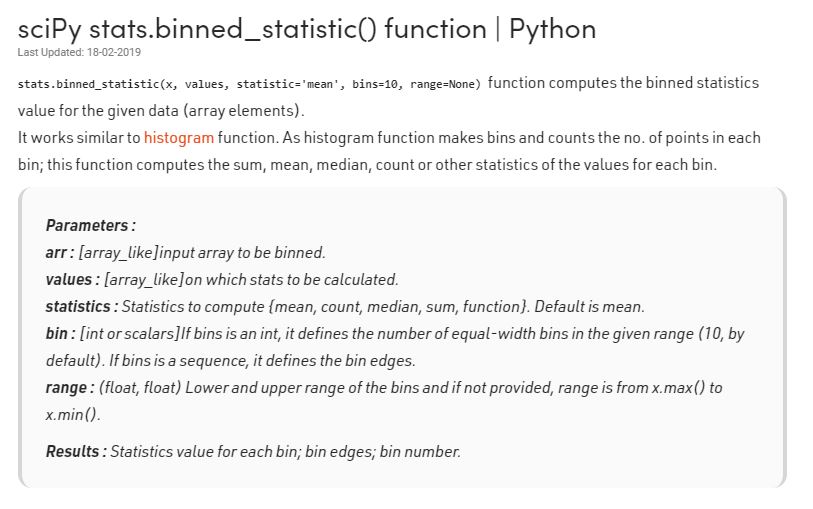 sciPy stats.binned_statistic() function | Python
Last Updated: 18-02-2019
stats.binned_statistic(x, values, statistic='mean', bins=10, range=None) function computes the binned statistics
value for the given data (array elements).
It works similar to histogram function. As histogram function makes bins and counts the no. of points in each
bin; this function computes the sum, mean, median, count or other statistics of the values for each bin.
Parameters :
arr : [array_like]input array to be binned.
values : [array_like]on which stats to be calculated.
statistics : Statistics to compute {mean, count, median, sum, function}. Default is mean.
bin : [int or scalars]If bins is an int, it defines the number of equal-width bins in the given range (10, by
default). If bins is a sequence, it defines the bin edges.
range : (float, float) Lower and upper range of the bins and if not provided, range is from x.max() to
x.min().
Results : Statistics value for each bin; bin edges; bin number.